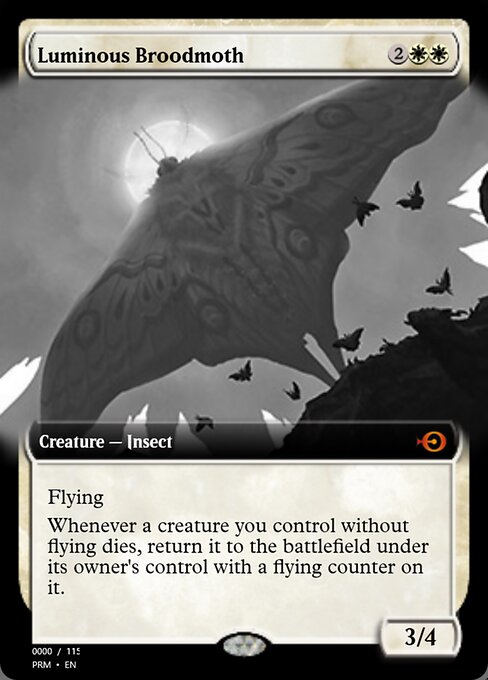 Luminous Broodmoth
2
Creature — Insect
Flying
Whenever a creature you control without
flying dies, return it to the battlefield under
its owner's control with a flying counter on
it.
3/4
0000 / 115
PRM • EN